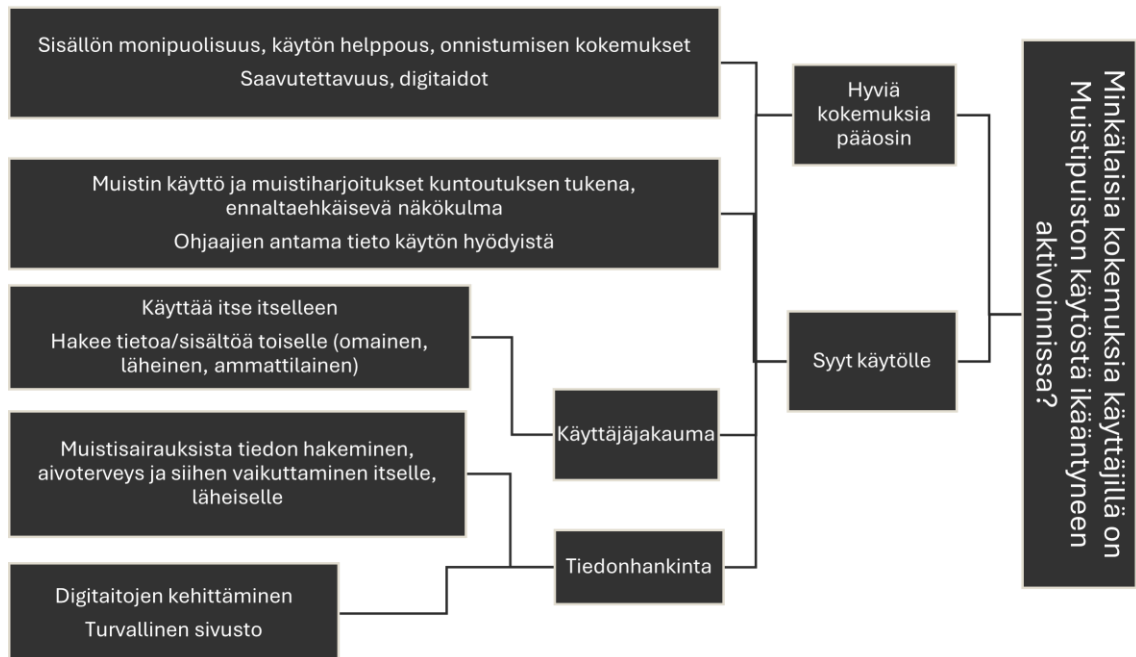 Sisällön monipuolisuus, käytön helppous, onnistumisen kokemukset
Saavutettavuus, digitaidot
Muistin käyttö ja muistiharjoitukset kuntoutuksen tukena,
ennaltaehkäisevä näkökulma
Ohjaajien antama tieto käytön hyödyistä
Käyttää itse itselleen
Hakee tietoa/sisältöä toiselle (omainen,
läheinen, ammattilainen)
Muistisairauksista tiedon hakeminen,
aivoterveys ja siihen vaikuttaminen itselle,
läheiselle
Digitaitojen kehittäminen
Turvallinen sivusto
Käyttäjäjakauma
Tiedonhankinta
Hyviä
kokemuksia
pääosin
Syyt käytölle
Minkälaisia kokemuksia käyttäjillä on
Muistipuiston käytöstä ikääntyneen
aktivoinnissa?